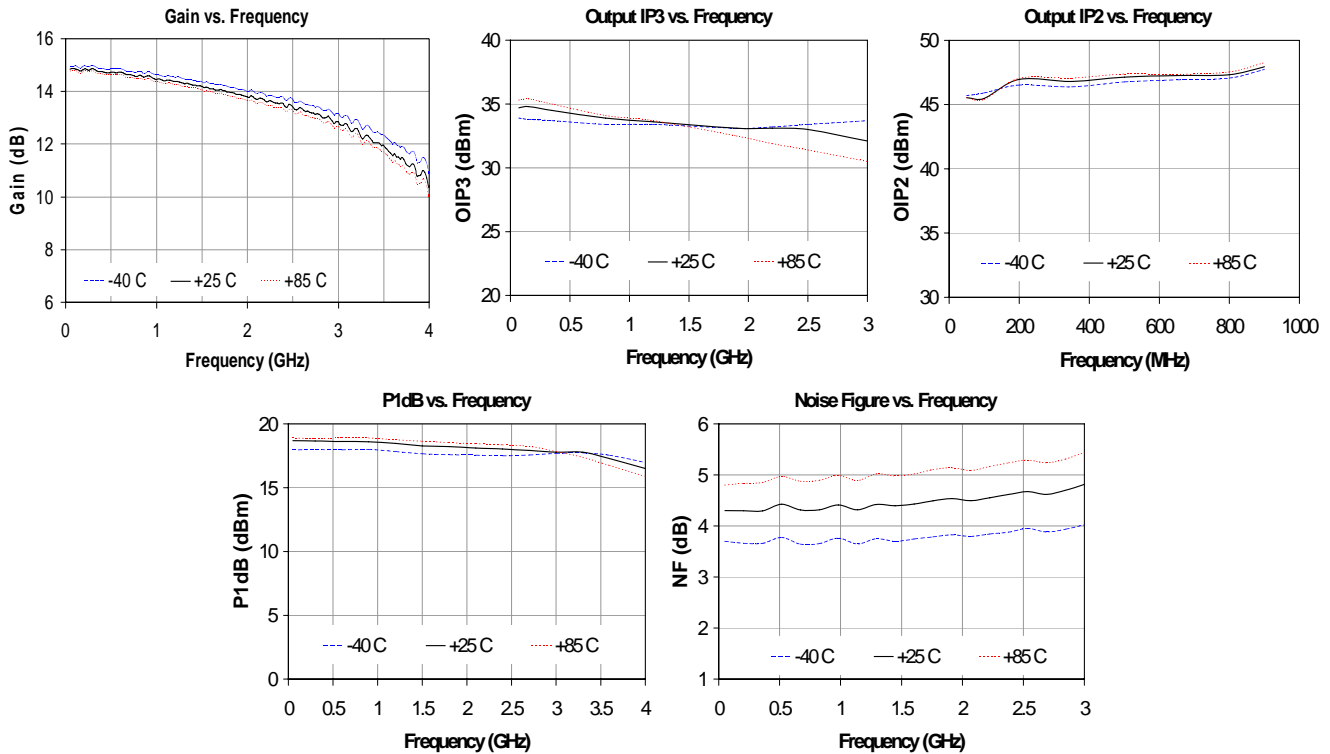 Gain vs. Frequency
16
14
12
10
8
6
Gain (dB)
-40 C +25 C +85 C
0 1 2 3 4
Frequency (GHz)
Output IP3 vs. Frequency
40
35
30
25
20
OIP3 (dBm)
-40 C +25 C +85 C
0 0.5 1 1.5 2 2.5 3
Frequency (GHz)
Output IP2 vs. Frequency
50
45
40
35
30
OIP2 (dBm)
-40 C +25 C +85 C
0 200 400 600 800 1000
Frequency (MHz)
P1dB vs. Frequency
20
15
10
5
0
P1dB (dBm)
-40 C +25 C +85 C
0 0.5 1 1.5 2 2.5 3 3.5 4
Frequency (GHz)
Noise Figure vs. Frequency
6
5
4
3
2
1
NF (dB)
-40 C +25 C +85 C
0 0.5 1 1.5 2 2.5 3
Frequency (GHz)